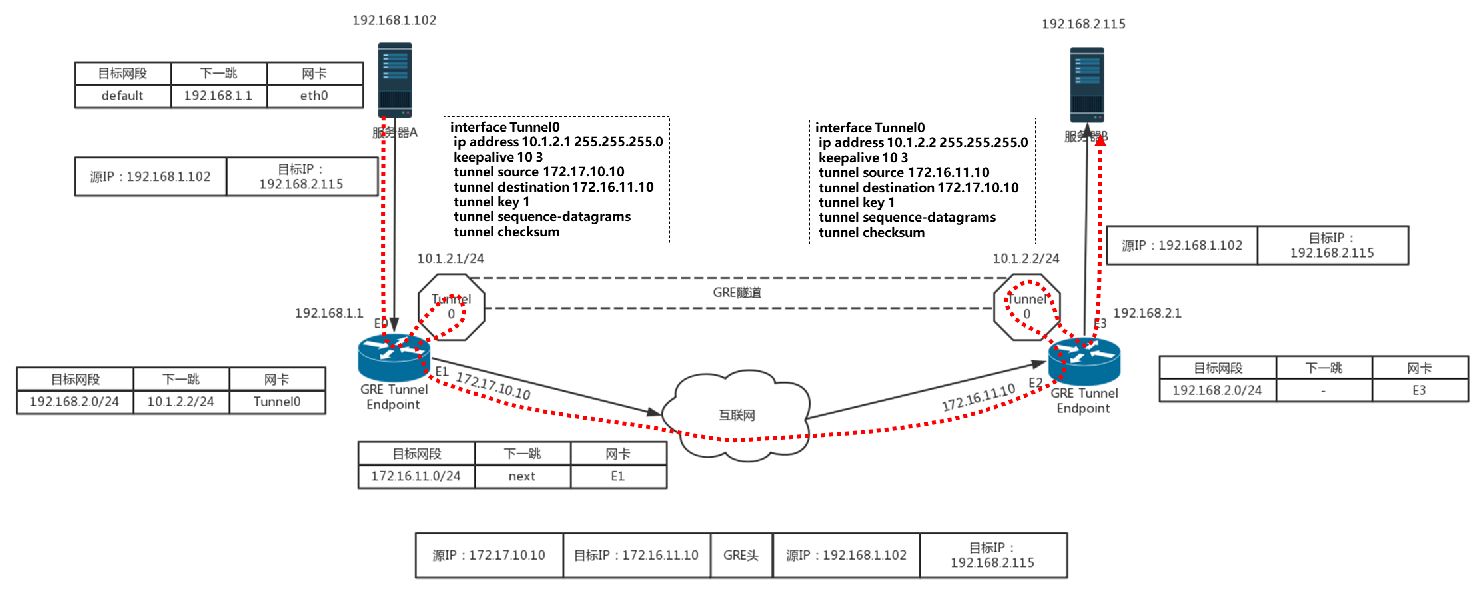 192.168.1.102
192.168.2.115
目标网段 下一跳 网卡
default 192.168.1.1 eth0
服务器A
服务器B
interface Tunnel0
ip address 10.1.2.1 255.255.255.0
keepalive 10 3
tunnel source 172.17.10.10
tunnel destination 172.16.11.10
tunnel key 1
tunnel sequence-datagrams
tunnel checksum
interface Tunnel0
ip address 10.1.2.2 255.255.255.0
keepalive 10 3
tunnel source 172.16.11.10
tunnel destination 172.17.10.10
tunnel key 1
tunnel sequence-datagrams
tunnel checksum
源IP：192.168.1.102 目标IP：
192.168.2.115
源IP：192.168.1.102 目标IP：
192.168.2.115
10.1.2.1/24
10.1.2.2/24
Tunnel
0
GRE隧道
Tunnel
0
192.168.1.1
E0
E3
192.168.2.1
GRE Tunnel
Endpoint
E1
172.17.10.10
互联网
172.16.11.10
E2
GRE Tunnel
Endpoint
目标网段 下一跳 网卡
192.168.2.0/24 10.1.2.2/24 Tunnel0
目标网段 下一跳 网卡
192.168.2.0/24 - E3
目标网段 下一跳 网卡
172.16.11.0/24 next E1
源IP：172.17.10.10 目标IP：172.16.11.10 GRE头 源IP：192.168.1.102 目标IP：
192.168.2.115